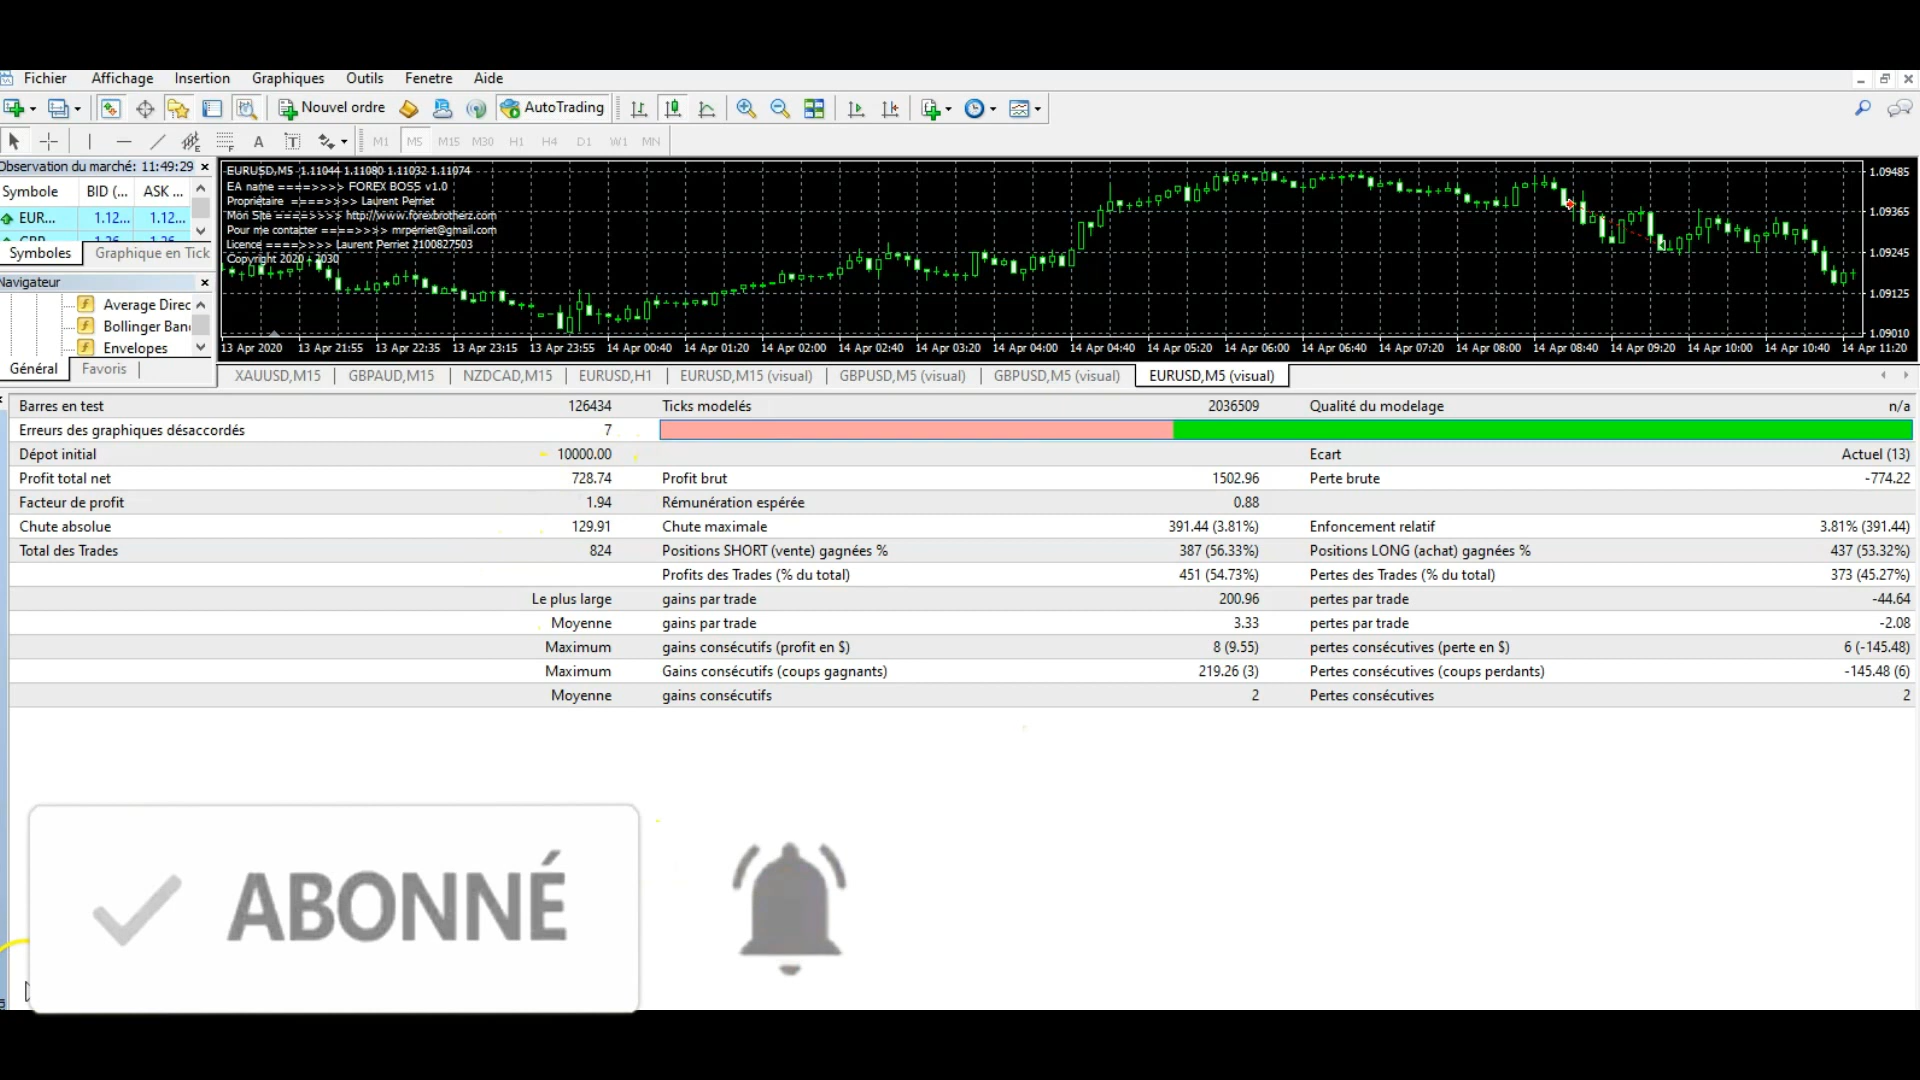 Fichier Affichage Insertion Graphiques Outils Fenetre Aide
Nouvel ordre AutoTrading
A T M1 M5 M15 M30 H1 H4 D1 W1 MN
Observation du marché: 11:49:29
Symbole BID (... ASK ...
EUR... 1.12... 1.12...
Symboles Graphique en Tick
Navigateur
Average Direc
Bollinger Ban
Envelopes
Général Favoris
EURUSD,M5 1.11044 1.11080 1.11032 1.11074
EA name ====>>>> FOREX BOSS v1.0
Propriétaire ====>>>> Laurent Perriet
Mon Site ====>>>> http://www.forexbrotherz.com
Pour me contacter ====>>>> mrperriet@gmail.com
Licence ====>>>> Laurent Perriet 2100827503
Copyright 2020 - 2030
1.09485
1.09365
1.09245
1.09125
1.09010
13 Apr 2020 13 Apr 21:55 13 Apr 22:35 13 Apr 23:15 13 Apr 23:55 14 Apr 00:40 14 Apr 01:20 14 Apr 02:00 14 Apr 02:40 14 Apr 03:20 14 Apr 04:00 14 Apr 04:40 14 Apr 05:20 14 Apr 06:00 14 Apr 06:40 14 Apr 07:20 14 Apr 08:00 14 Apr 08:40 14 Apr 09:20 14 Apr 10:00 14 Apr 10:40 14 Apr 11:20
XAUUSD,M15 GBPAUD,M15 NZDCAD,M15 EURUSD,H1 EURUSD,M15 (visual) GBPUSD,M5 (visual) GBPUSD,M5 (visual) EURUSD,M5 (visual)
Barres en test 126434 Ticks modelés 2036509 Qualité du modelage n/a
Erreurs des graphiques désaccordés 7
Dépot initial 10000.00 Ecart Actuel (13)
Profit total net 728.74 Profit brut 1502.96 Perte brute -774.22
Facteur de profit 1.94 Rémunération espérée 0.88
Chute absolue 129.91 Chute maximale 391.44 (3.81%) Enfoncement relatif 3.81% (391.44)
Total des Trades 824 Positions SHORT (vente) gagnées % 387 (56.33%) Positions LONG (achat) gagnées % 437 (53.32%)
Profits des Trades (% du total) 451 (54.73%) Pertes des Trades (% du total) 373 (45.27%)
Le plus large gains par trade 200.96 pertes par trade -44.64
Moyenne gains par trade 3.33 pertes par trade -2.08
Maximum gains consécutifs (profit en $) 8 (9.55) pertes consécutives (perte en $) 6 (-145.48)
Maximum Gains consécutifs (coups gagnants) 219.26 (3) Pertes consécutives (coups perdants) -145.48 (6)
Moyenne gains consécutifs 2 Pertes consécutives 2
ABONNÉ